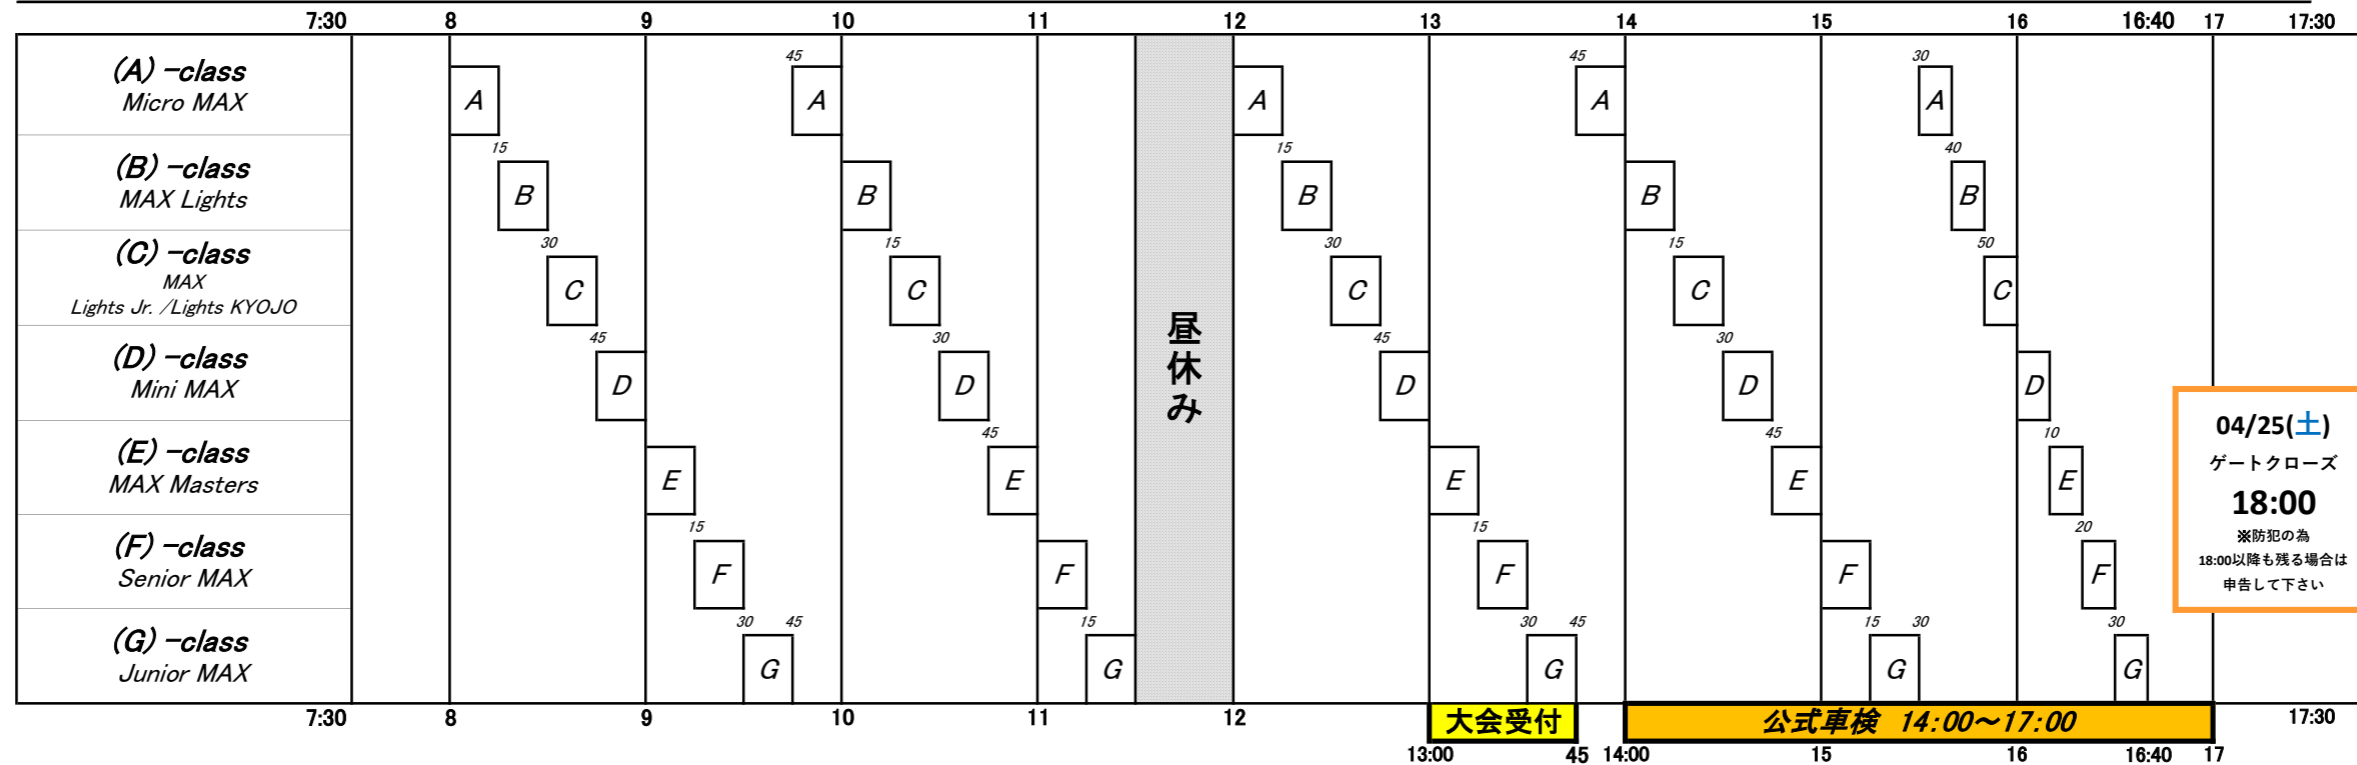 7:30 8 9 10 11 12 13 14 15 16 16:40 17 17:30
(A) -class
Micro MAX
45 45 30
A A A A A
(B) -class
MAX Lights
15 15 40
B B B B B
(C) -class
MAX
Lights Jr. /Lights KYOJO
30 15 30 15 50
C C C C C
(D) -class
Mini MAX
45 30 45 30
D D D D D
(E) -class
MAX Masters
45 45 10
E E E E E
(F) -class
Senior MAX
15 15 20
F F F F F
(G) -class
Junior MAX
30 45 15 30 45 15 30 30
G G G G G
昼休み
04/25(土)
ゲートクローズ
18:00
※防犯の為
18:00以降も残る場合は
申告して下さい
7:30 8 9 10 11 12 大会受付 公式車検 14:00～17:00 17:30
13:00 45 14:00 15 16 16:40 17